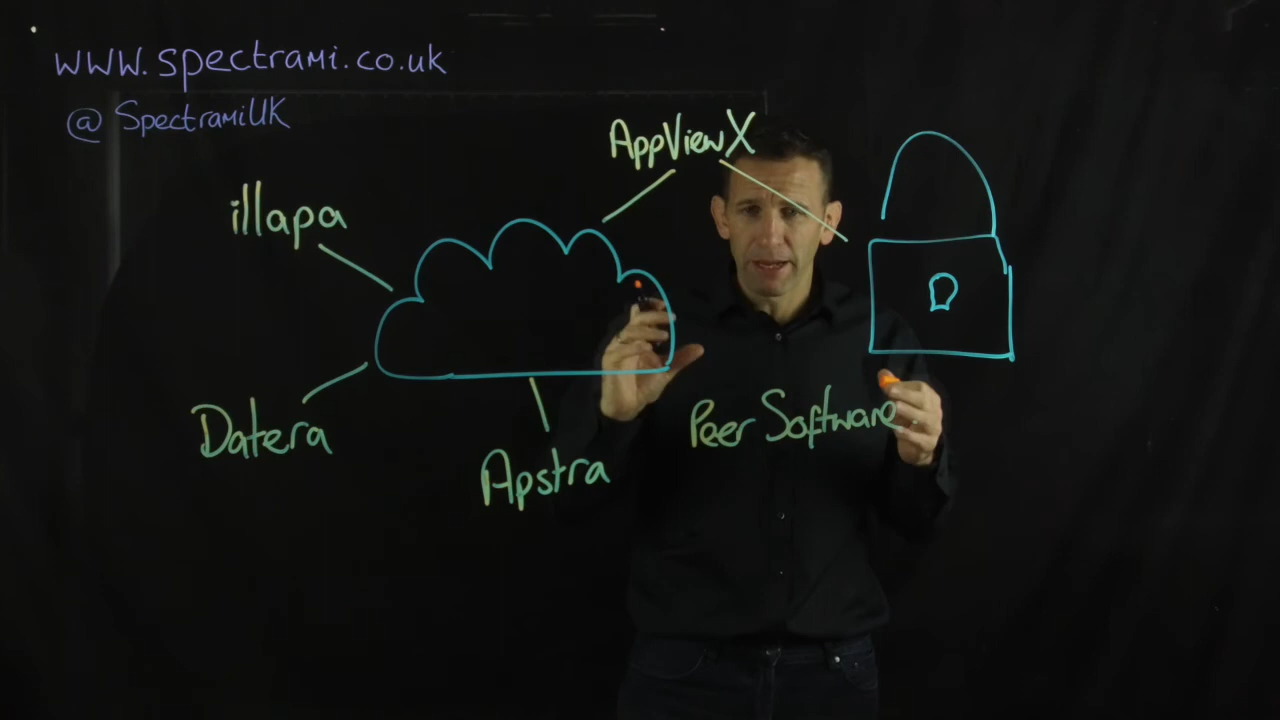 www.spectrami.co.uk
@SpectramiUK
AppViewX
illapa
Datera
Peer Software
Apstra